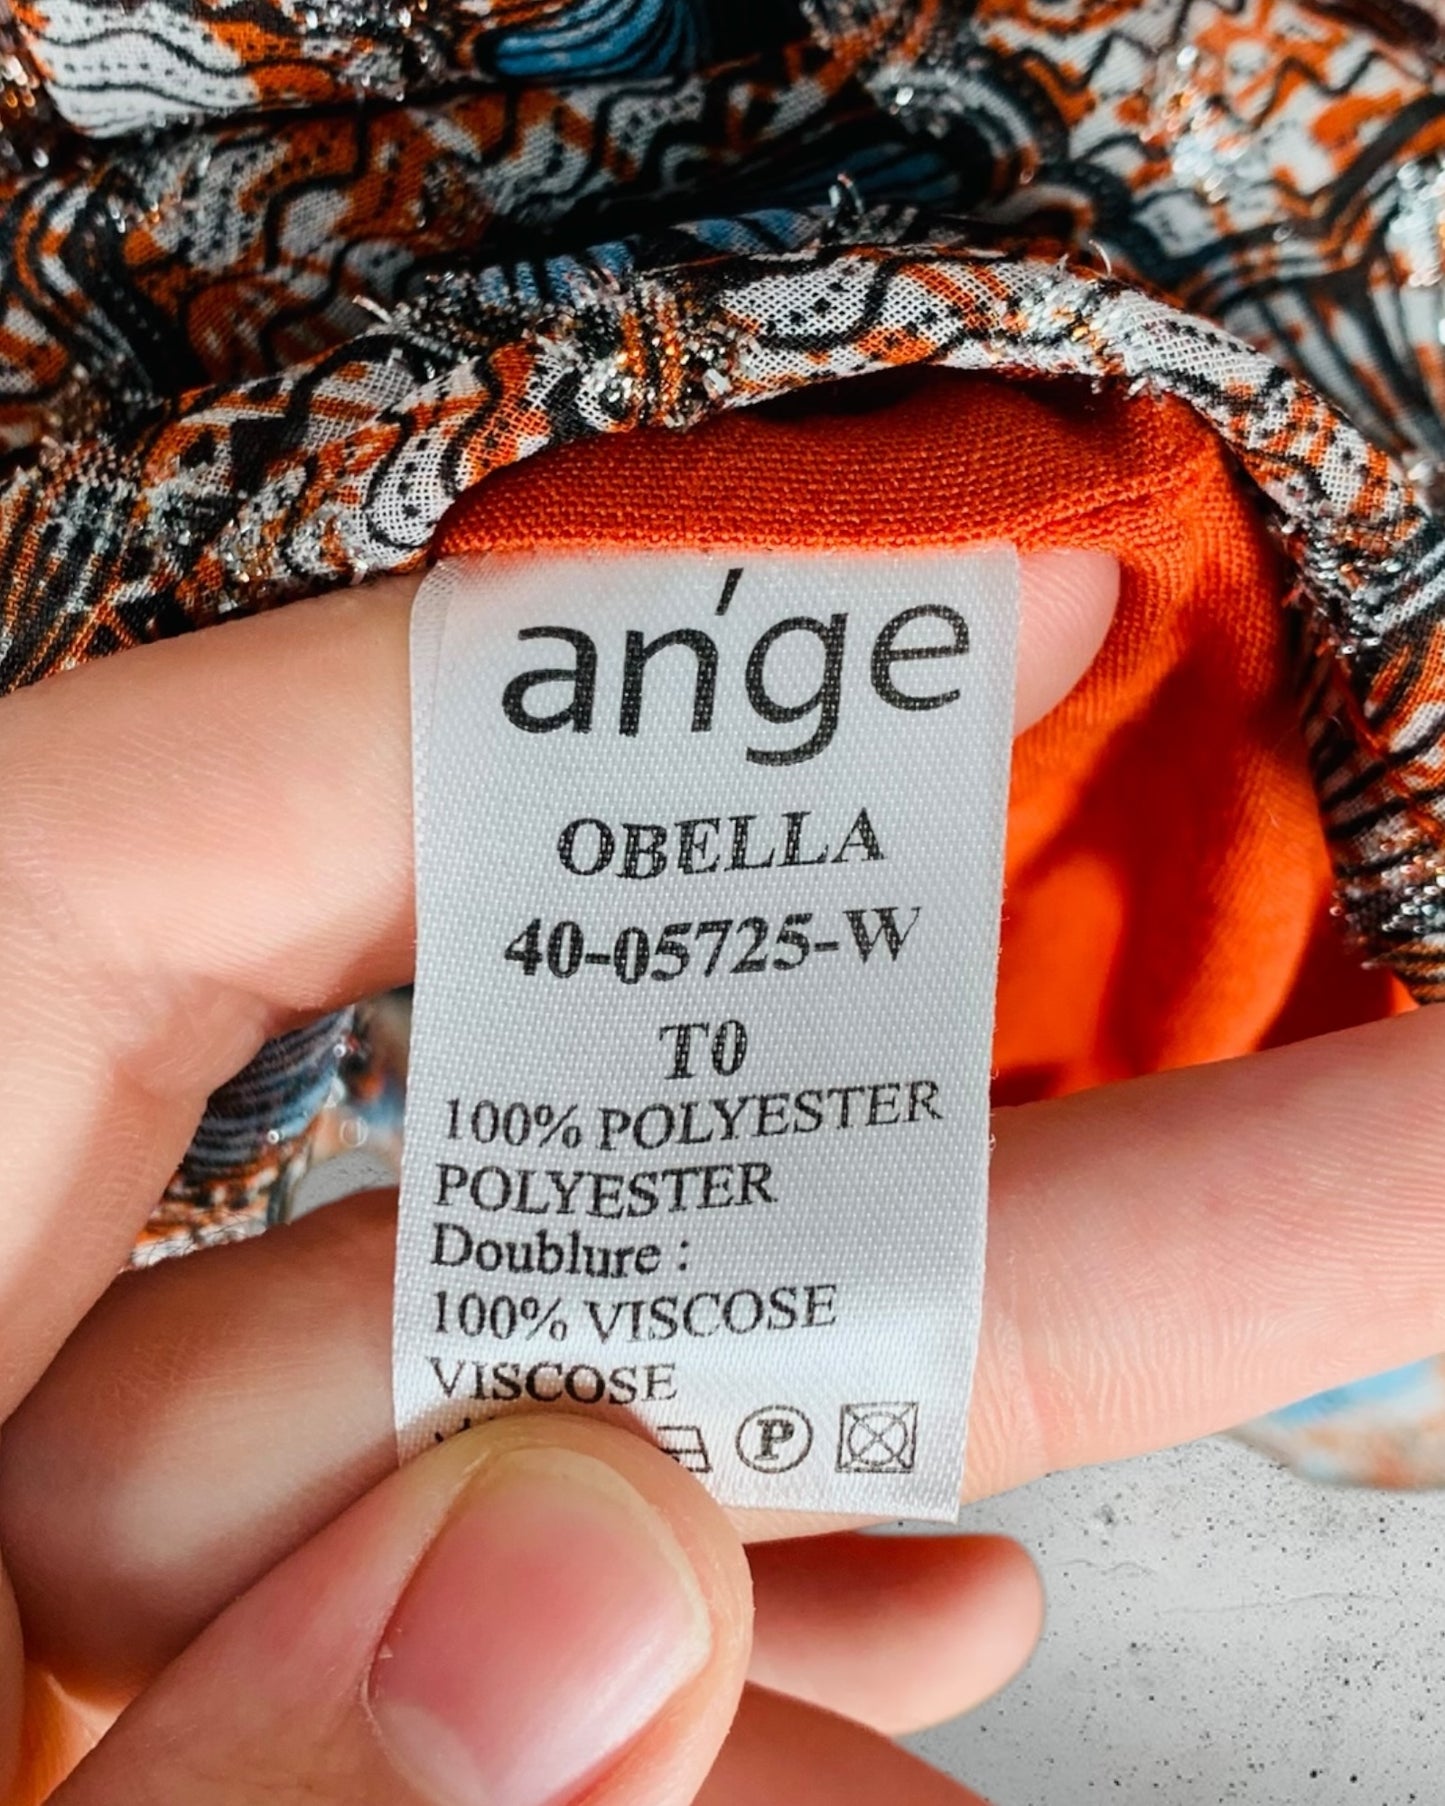 an'ge
OBELLA
40-05725-W
T0
100% POLYESTER
POLYESTER
Doublure :
100% VISCOSE
VISCOSE
P